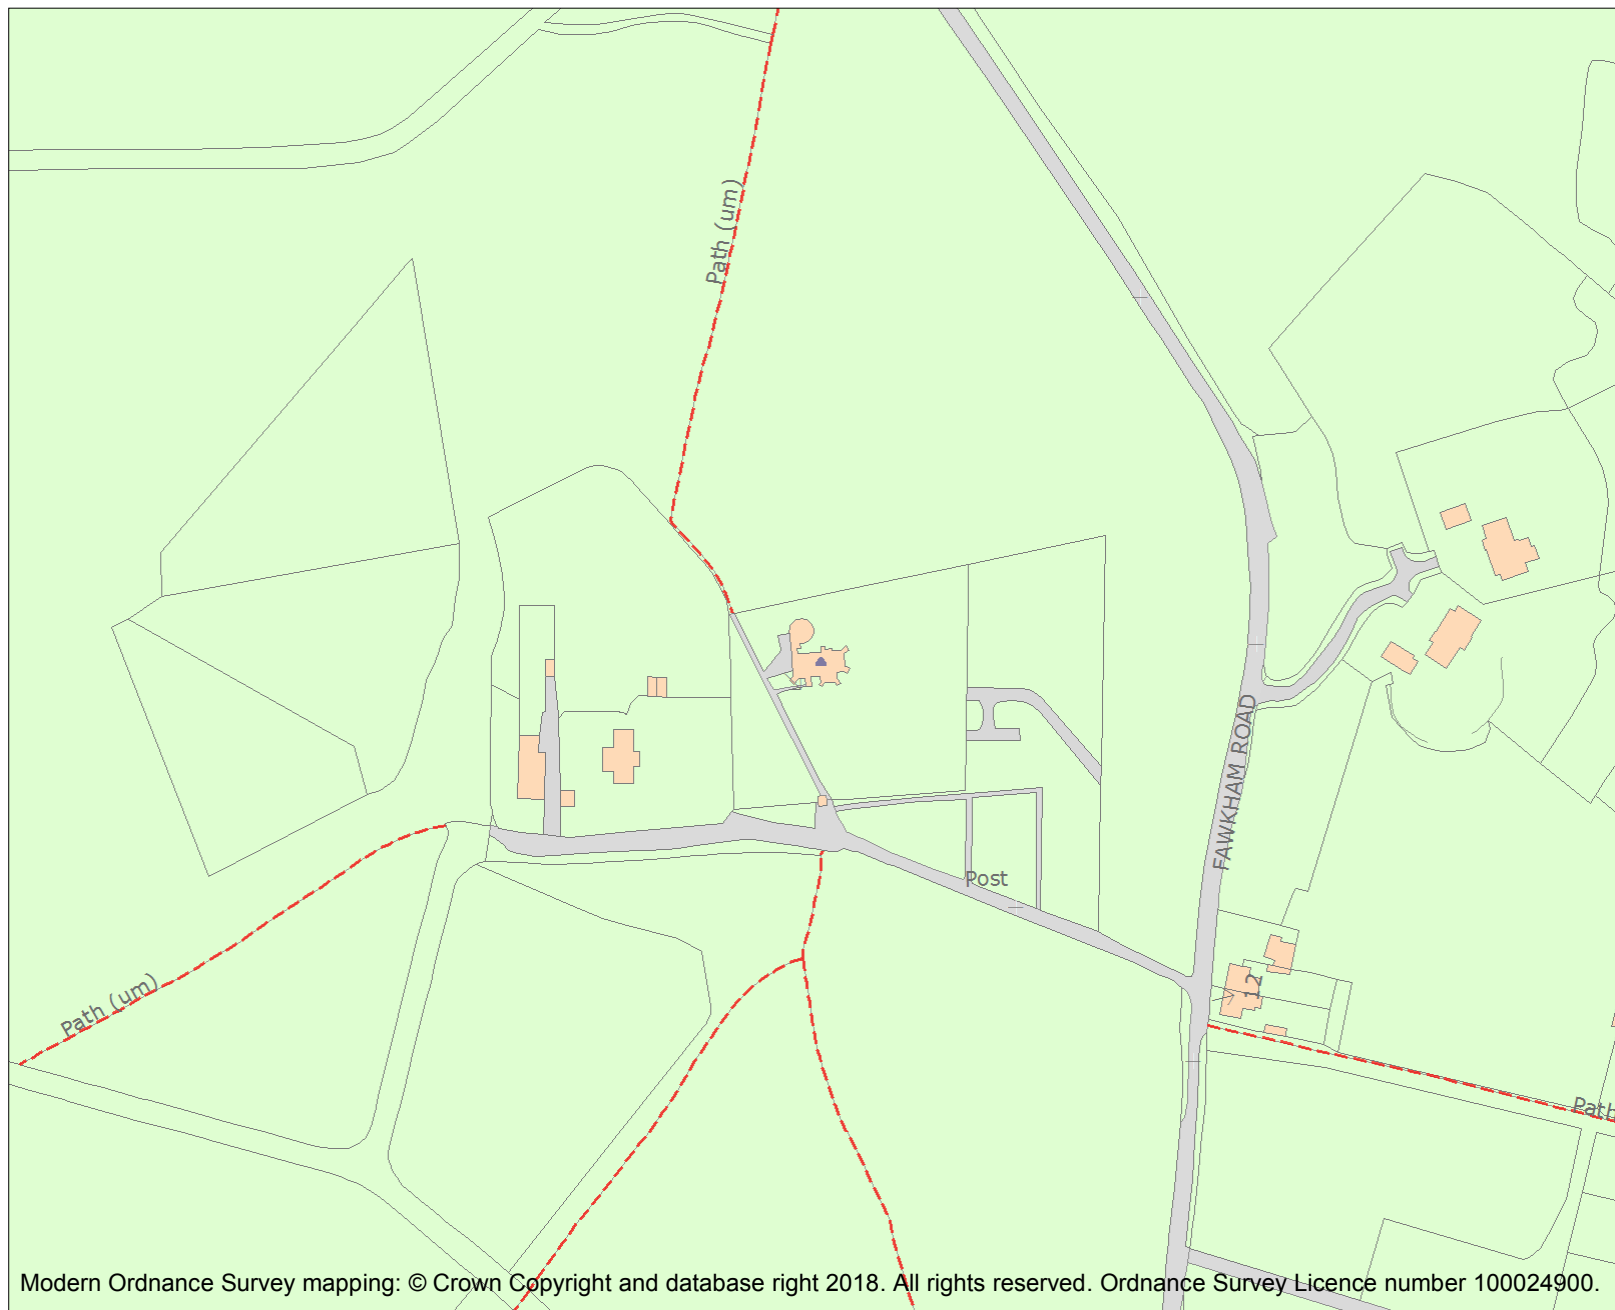 Path (um)
FAWKHAM ROAD
Post
12
Path (um)
Path
Modern Ordnance Survey mapping: © Crown Copyright and database right 2018. All rights reserved. Ordnance Survey Licence number 100024900.